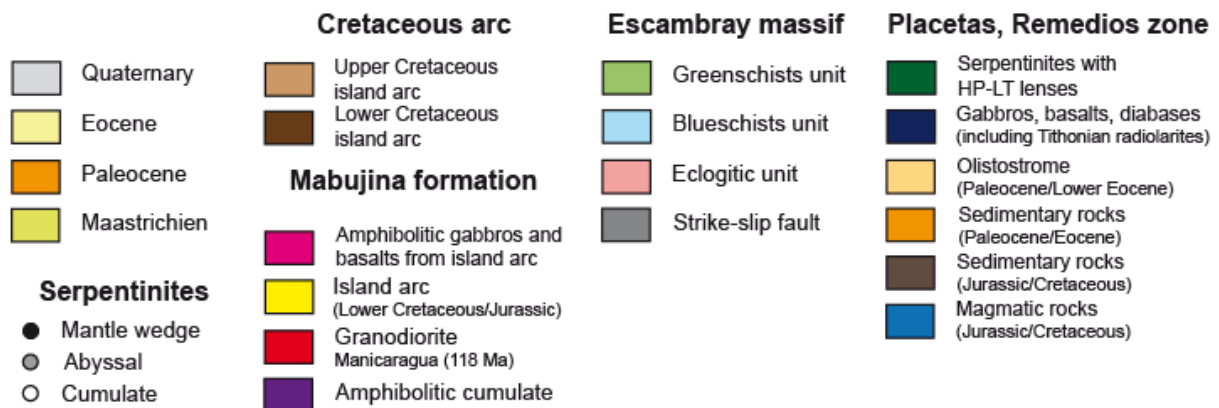 Quaternary
Eocene
Paleocene
Maastrichien
Serpentinites
Mantle wedge
Abyssal
Cumulate
Cretaceous arc
Upper Cretaceous
island arc
Lower Cretaceous
island arc
Mabujina formation
Amphibolitic gabbros and
basalts from island arc
Island arc
(Lower Cretaceous/Jurassic)
Granodiorite
Manicaragua (118 Ma)
Amphibolitic cumulate
Escambray massif
Greenschists unit
Blueschists unit
Eclogitic unit
Strike-slip fault
Placetas, Remedios zone
Serpentinites with
HP-LT lenses
Gabbros, basalts, diabases
(including Tithonian radiolarites)
Olistostrome
(Paleocene/Lower Eocene)
Sedimentary rocks
(Paleocene/Eocene)
Sedimentary rocks
(Jurassic/Cretaceous)
Magmatic rocks
(Jurassic/Cretaceous)